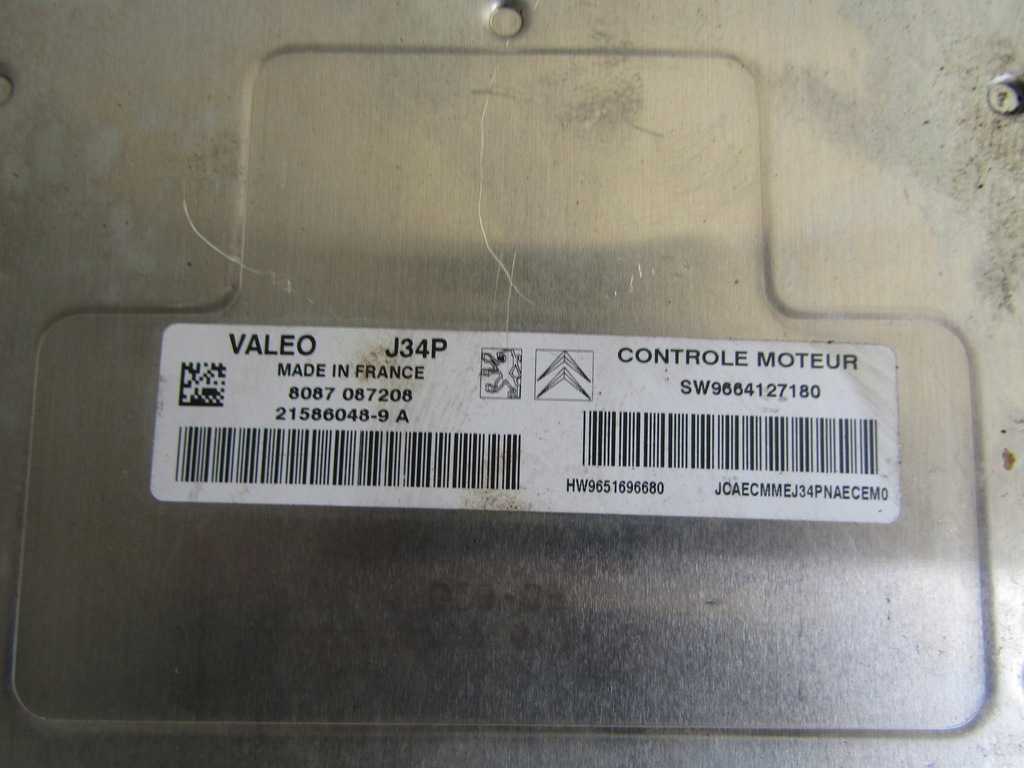 VALEO J34P
MADE IN FRANCE
8087 087208
21586048-9 A
CONTROLE MOTEUR
SW9664127180
HW9651696680 JCAECMMEJ34PNAECEM0